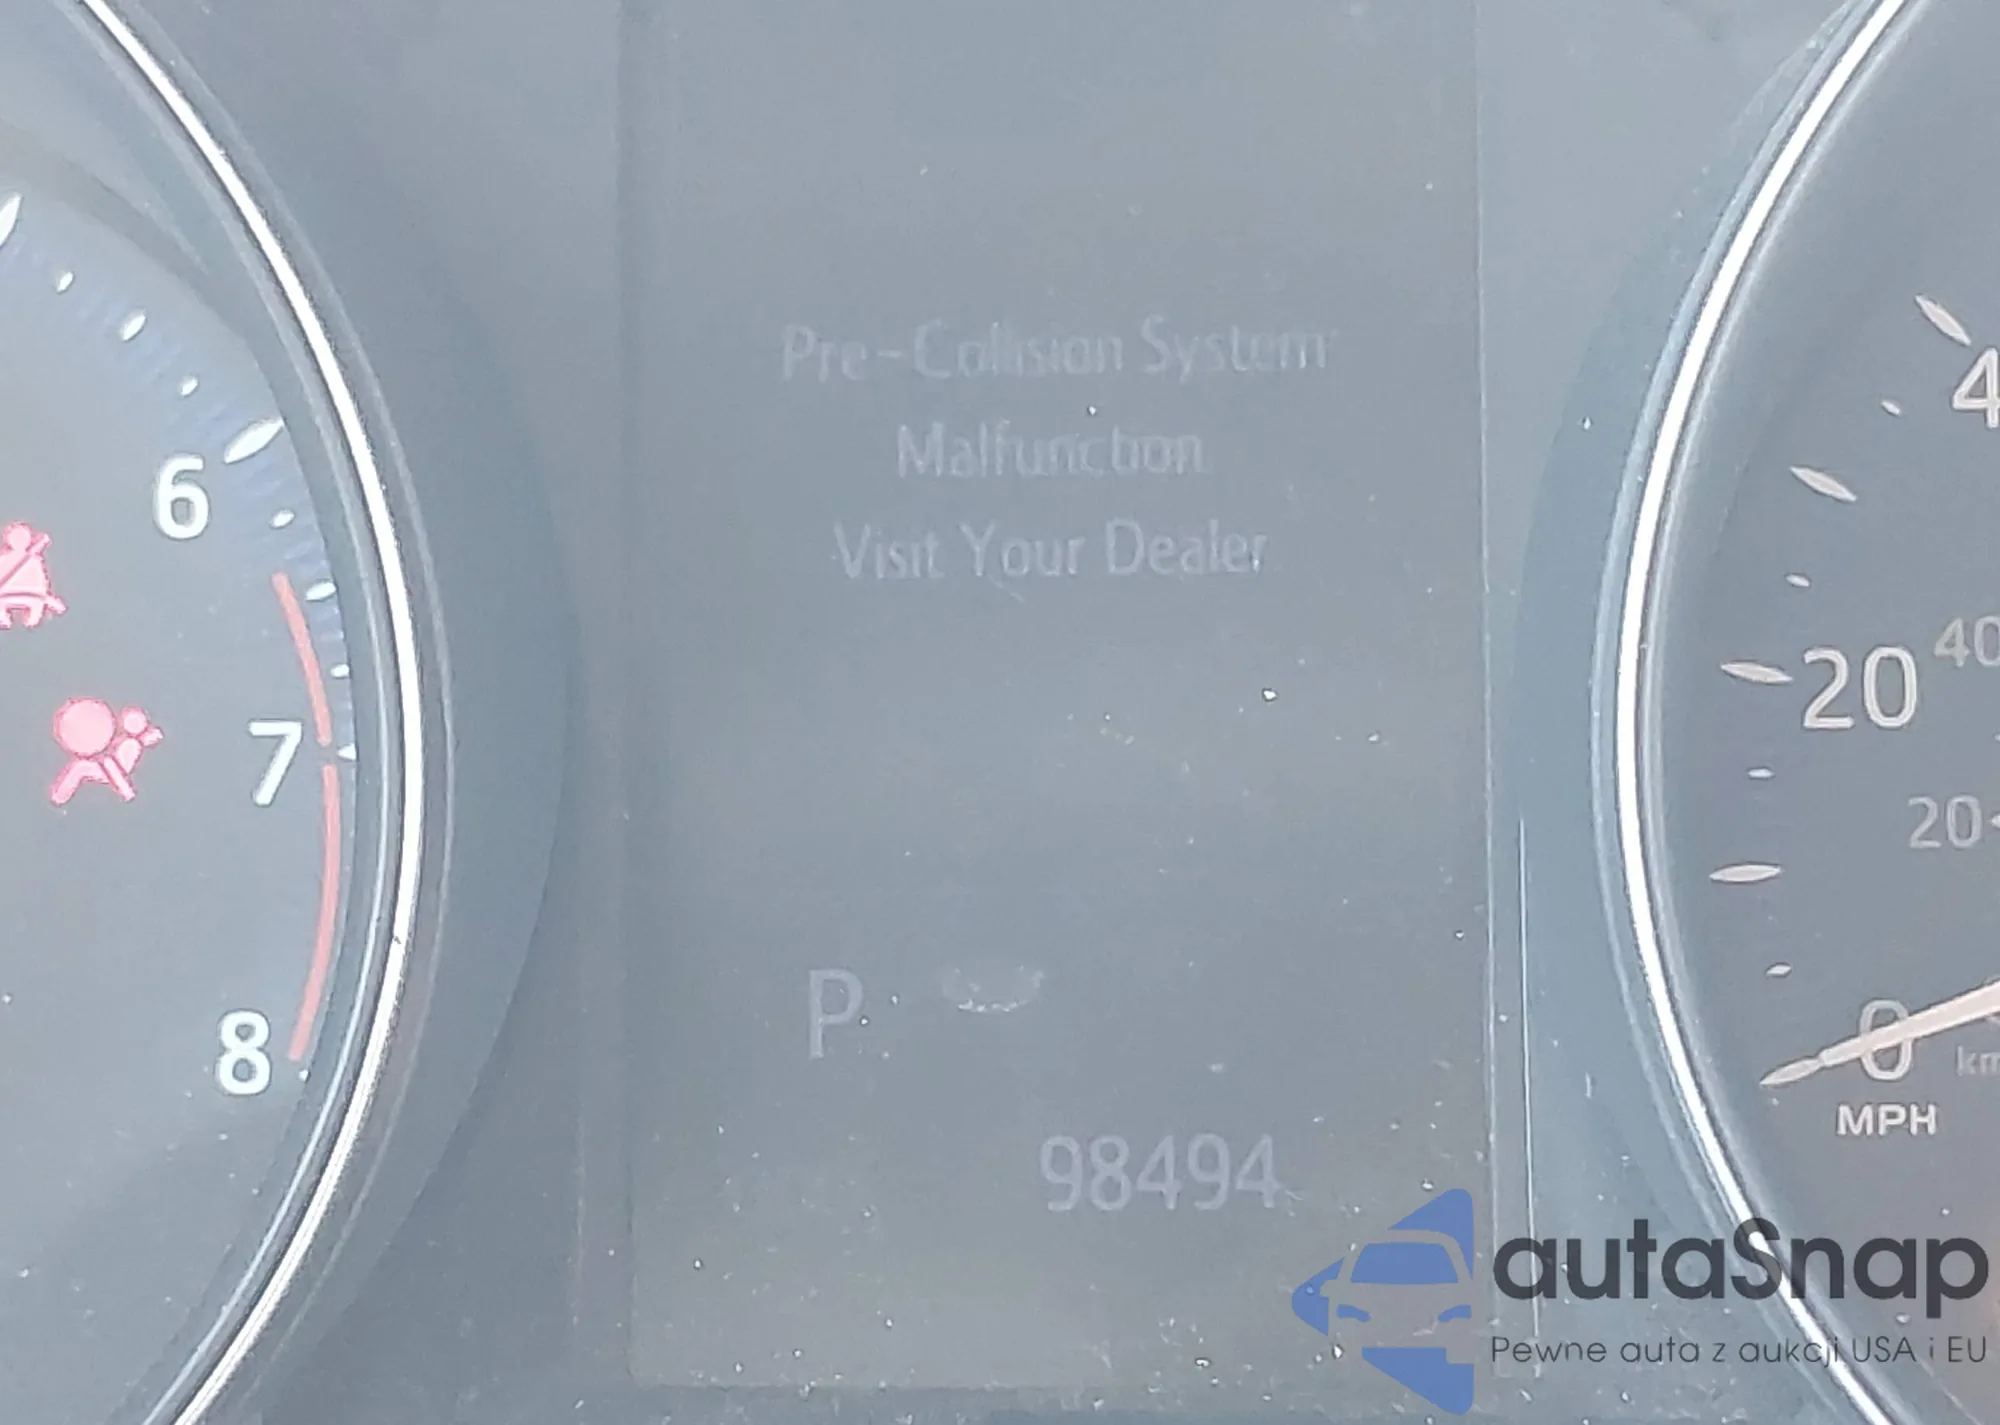 Pre-Collision System
Malfunction
Visit Your Dealer
6
7
8
P
98494
4
40
20
20
0
km
MPH
autaSnap
Pewne auta z aukcji USA i EU